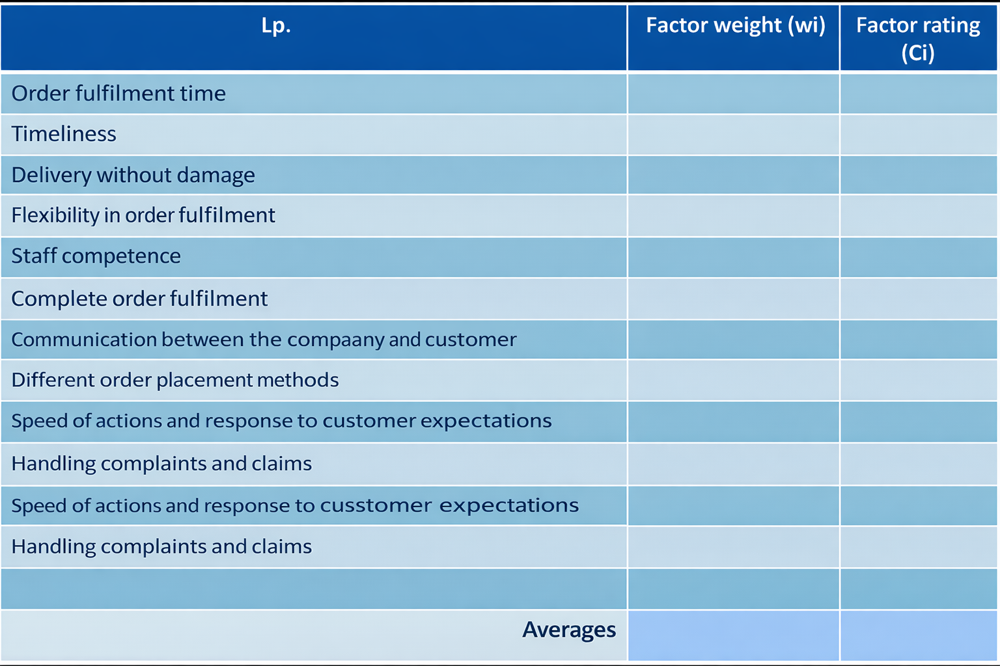 Lp.
Factor weight (wi)
Factor rating
(Ci)
Order fulfilment time
Timeliness
Delivery without damage
Flexibility in order fulfilment
Staff competence
Complete order fulfilment
Communication between the compaany and customer
Different order placement methods
Speed of actions and response to customer expectations
Handling complaints and claims
Speed of actions and response to cusstomer expectations
Handling complaints and claims
Averages